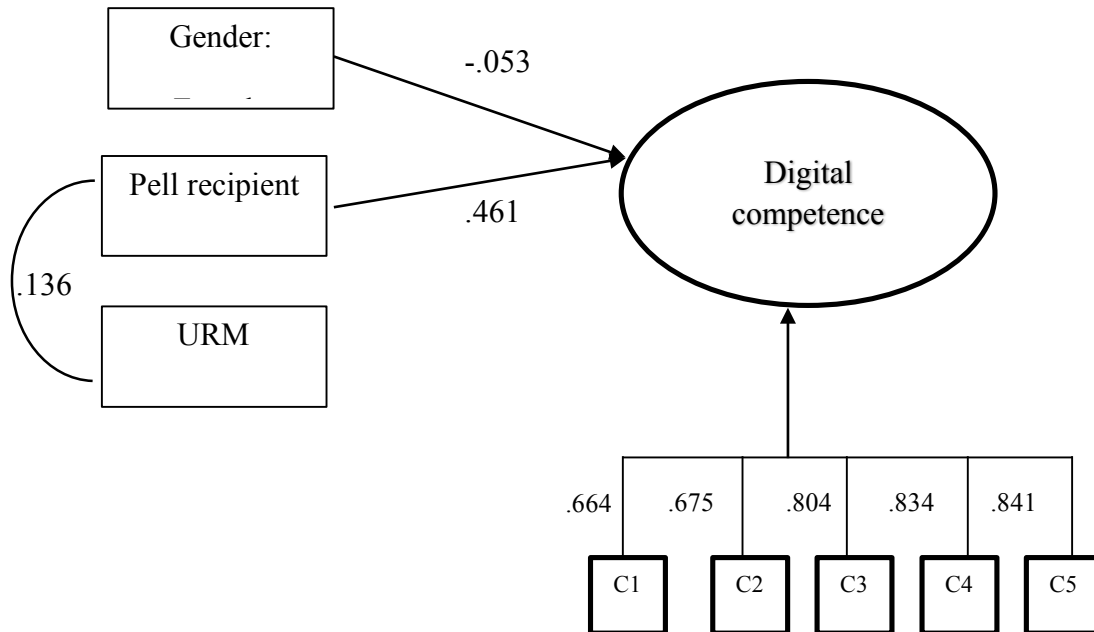 Gender:
-.053
Pell recipient
.461
.136
URM
Digital
competence
.664
.675
.804
.834
.841
C1
C2
C3
C4
C5